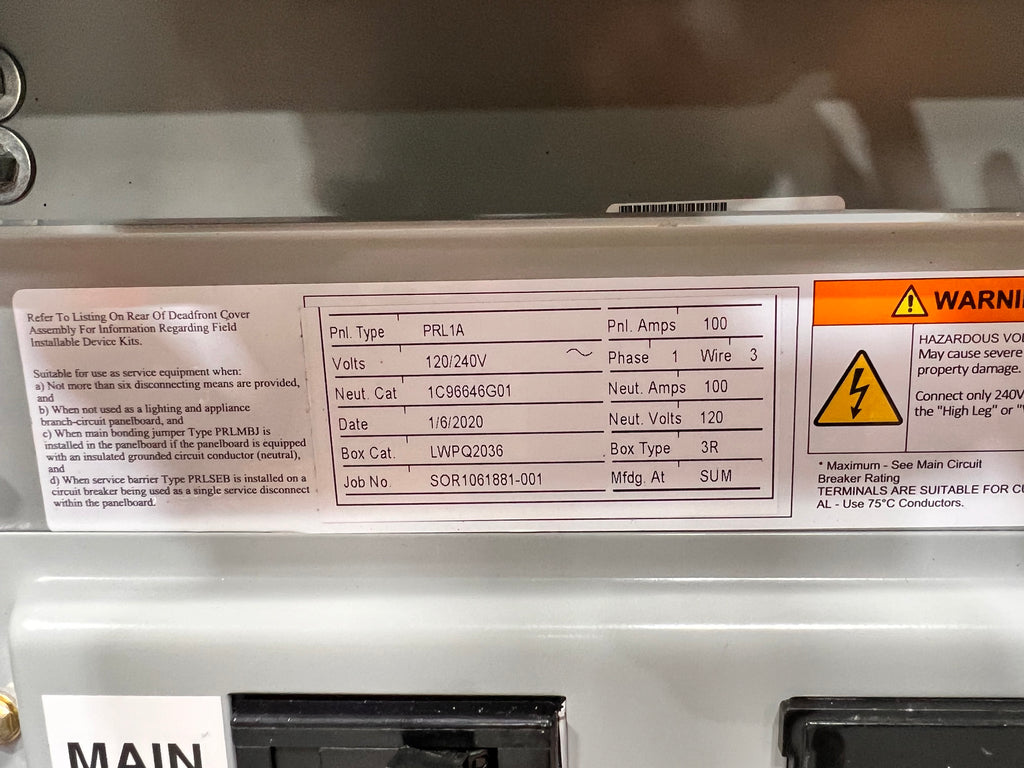 Refer To Listing On Rear Of Deadfront Cover
Assembly For Information Regarding Field
Installable Device Kits.
Suitable for use as service equipment when:
a) Not more than six disconnecting means are provided,
and
b) When not used as a lighting and appliance
branch-circuit panelboard, and
c) When main bonding jumper Type PRLMBJ is
installed in the panelboard if the panelboard is equipped
with an insulated grounded circuit conductor (neutral),
and
d) When service barrier Type PRLSEB is installed on a
circuit breaker being used as a single service disconnect
within the panelboard.
Pnl. Type PRL1A Pnl. Amps 100
Volts 120/240V ~ Phase 1 Wire 3
Neut. Cat 1C96646G01 Neut. Amps 100
Date 1/6/2020 Neut. Volts 120
Box Cat. LWPQ2036 Box Type 3R
Job No. SOR1061881-001 Mfdg. At SUM
WARNI
HAZARDOUS VOL
May cause severe
property damage.
Connect only 240V
the "High Leg" or "
* Maximum - See Main Circuit
Breaker Rating
TERMINALS ARE SUITABLE FOR CU
AL - Use 75°C Conductors.
MAIN